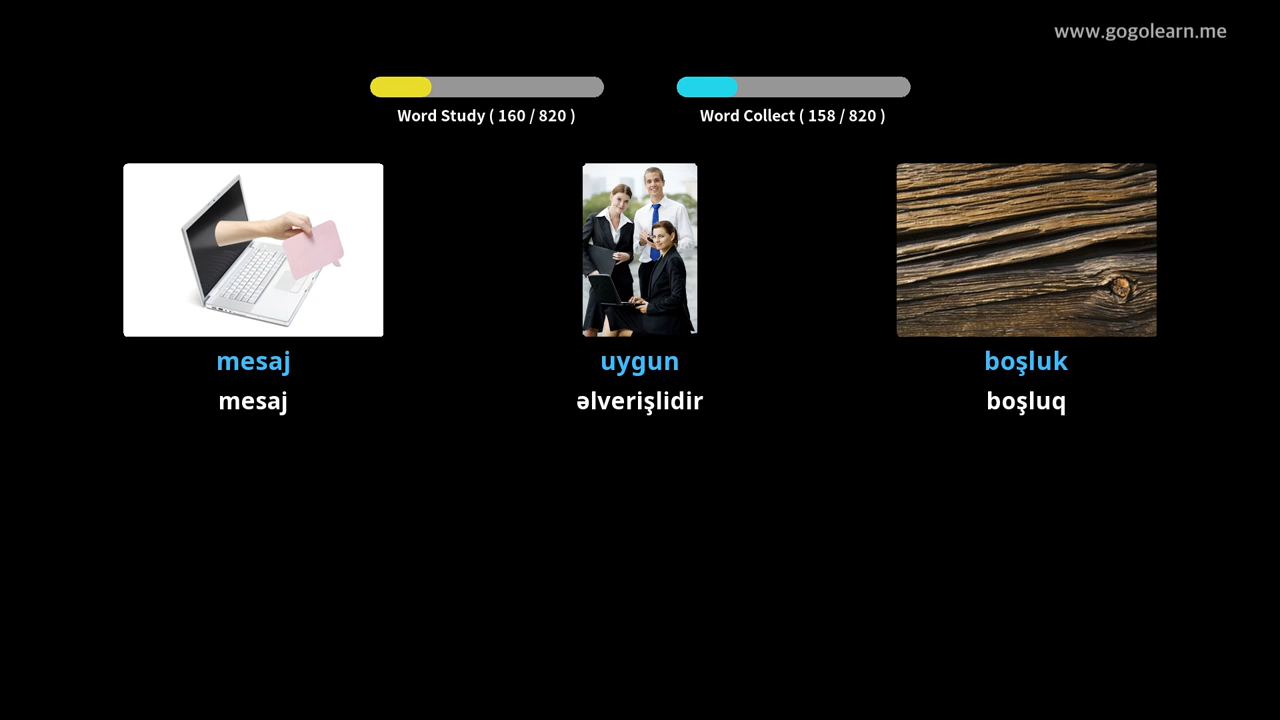 www.gogolearn.me
Word Study ( 160 / 820 )
Word Collect ( 158 / 820 )
mesaj
mesaj
uygun
əlverişlidir
boşluk
boşluq